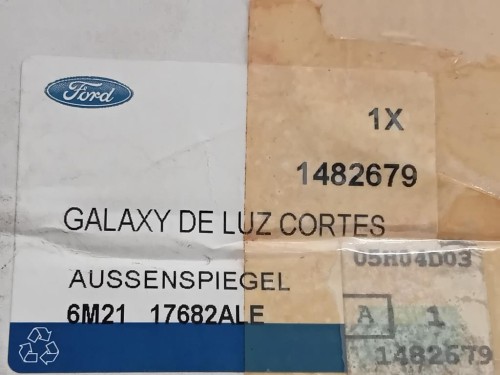 Ford
1X
1482679
GALAXY DE LUZ CORTES
05H04D03
AUSSENSPIEGEL
6M21 17682ALE
A 1
1482679